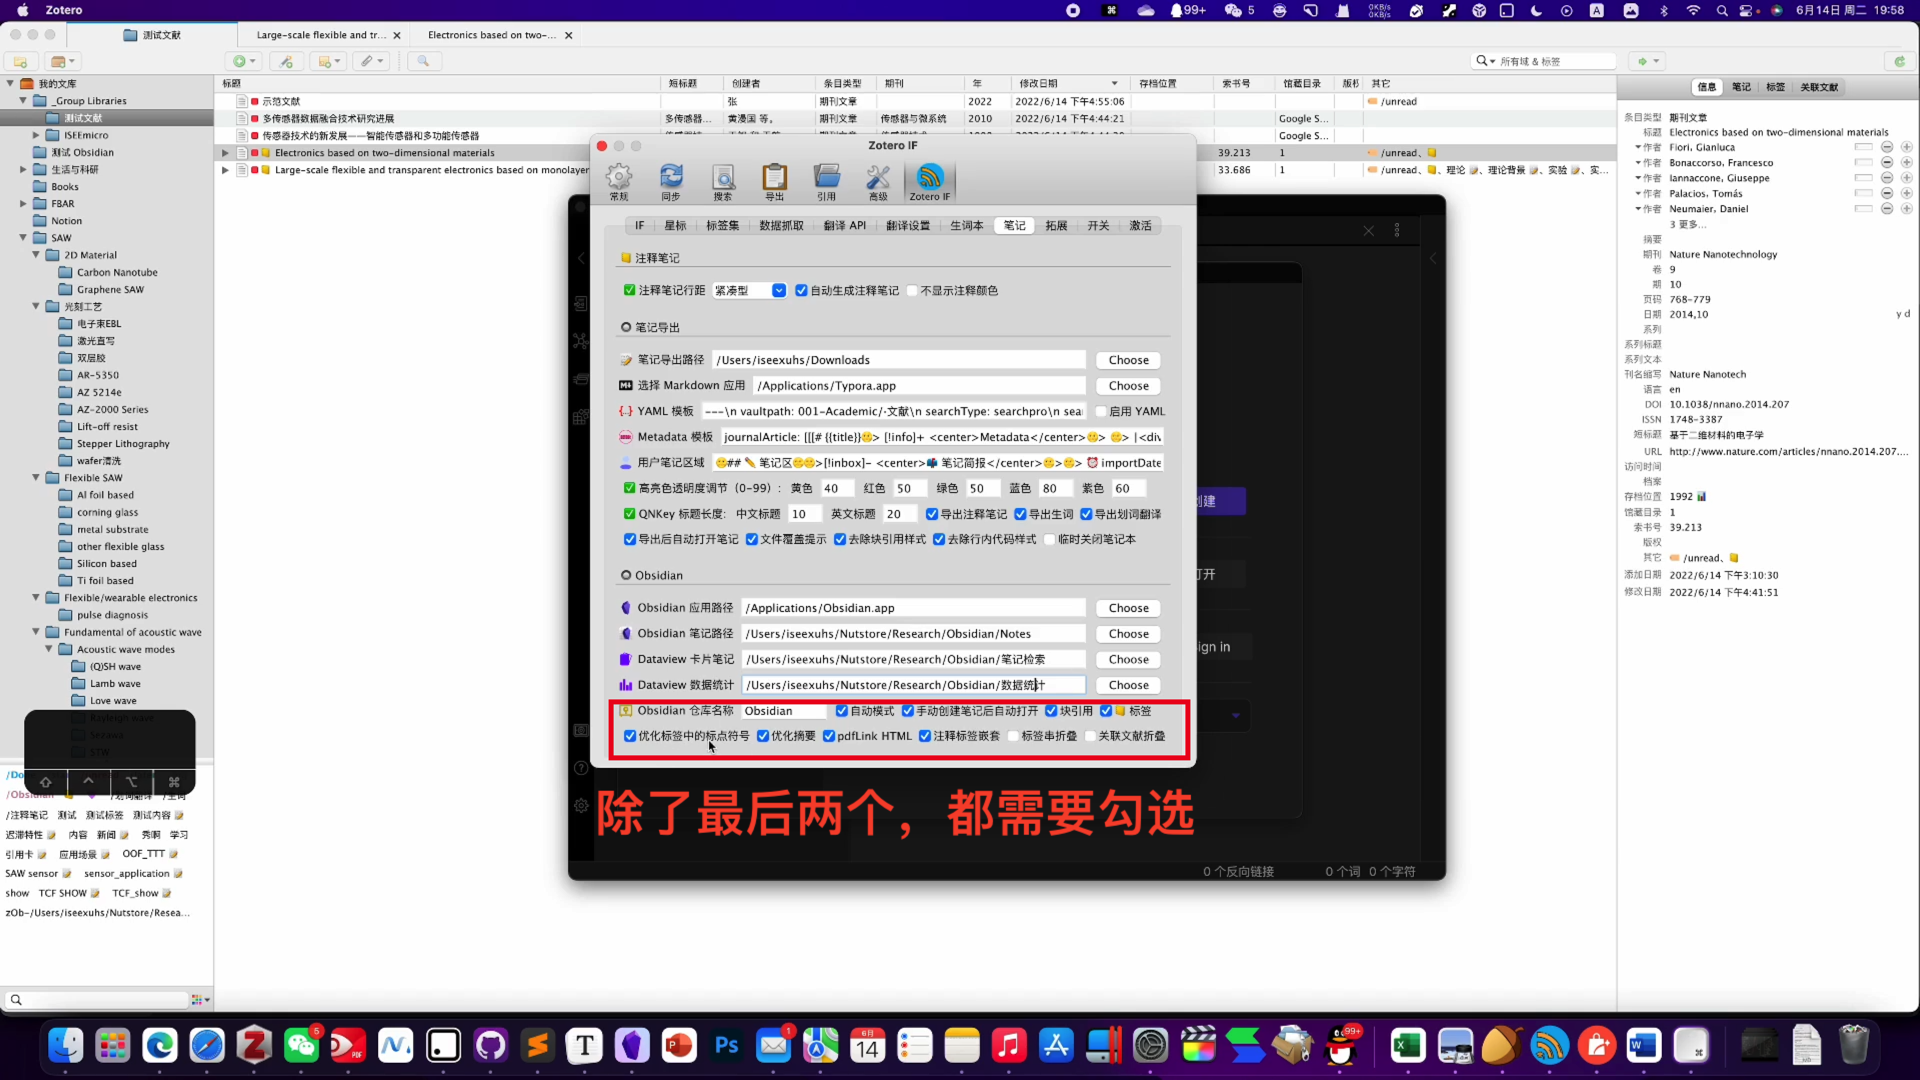 Zotero
99+
5
0KB/s
0KB/s
6月14日 周二 19:58
测试文献
Large-scale flexible and tr...
Electronics based on two-...
所有域 & 标签
我的文库
_Group Libraries
测试文献
ISEEmicro
测试 Obsidian
生活与科研
Books
FBAR
Notion
SAW
2D Material
Carbon Nanotube
Graphene SAW
光刻工艺
电子束EBL
激光直写
双层胶
AR-5350
AZ 5214e
AZ-2000 Series
Lift-off resist
Stepper Lithography
wafer清洗
Flexible SAW
Al foil based
corning glass
metal substrate
other flexible glass
Silicon based
Ti foil based
Flexible/wearable electronics
pulse diagnosis
Fundamental of acoustic wave
Acoustic wave modes
(Q)SH wave
Lamb wave
Love wave
/注释笔记 测试 测试标签 测试内容
迟滞特性 内容 新闻 秀啊 学习
引用卡 应用场景 OOF_TTT
SAW sensor sensor_application
show TCF SHOW TCF_show
zOb~/Users/iseexuhs/Nutstore/Resea...
标题 短标题 创建者 条目类型 期刊 年 修改日期 存档位置 索书号 馆藏目录 版权 其它
示范文献 张 期刊文章 2022 2022/6/14 下午4:55:06 /unread
多传感器数据融合技术研究进展 多传感器... 黄漫国 等。 期刊文章 传感器与微系统 2010 2022/6/14 下午4:44:21 Google S...
传感器技术的新发展——智能传感器和多功能传感器 Google S...
Electronics based on two-dimensional materials 39.213 1 /unread、
Large-scale flexible and transparent electronics based on monolayer 33.686 1 /unread、 、理论 、理论背景 、实验 、实...
Zotero IF
常规 同步 搜索 导出 引用 高级 Zotero IF
IF 星标 标签集 数据抓取 翻译 API 翻译设置 生词本 笔记 拓展 开关 激活
注释笔记
注释笔记行距 紧凑型 自动生成注释笔记 不显示注释颜色
笔记导出
笔记导出路径 /Users/iseexuhs/Downloads Choose
选择 Markdown 应用 /Applications/Typora.app Choose
YAML 模板 ---\n vaultpath: 001-Academic/·文献\n searchType: searchpro\n sea 启用 YAML
Metadata 模板 journalArticle: [[[# {{title}}🙂> [!info]+ <center>Metadata</center>🙂> 🙂> |<div
用户笔记区域 🙂## ✏️ 笔记区🙂🙂>[!inbox]- <center>📫 笔记简报</center>🙂>🙂> ⏰ importDate
高亮色透明度调节（0-99）: 黄色 40 红色 50 绿色 50 蓝色 80 紫色 60
QNKey 标题长度: 中文标题 10 英文标题 20 导出注释笔记 导出生词 导出划词翻译
导出后自动打开笔记 文件覆盖提示 去除块引用样式 去除行内代码样式 临时关闭笔记本
Obsidian
Obsidian 应用路径 /Applications/Obsidian.app Choose
Obsidian 笔记路径 /Users/iseexuhs/Nutstore/Research/Obsidian/Notes Choose
Dataview 卡片笔记 /Users/iseexuhs/Nutstore/Research/Obsidian/笔记检索 Choose
Dataview 数据统计 /Users/iseexuhs/Nutstore/Research/Obsidian/数据统计 Choose
Obsidian 仓库名称 Obsidian 自动模式 手动创建笔记后自动打开 块引用 标签
优化标签中的标点符号 优化摘要 pdfLink HTML 注释标签嵌套 标签串折叠 关联文献折叠
除了最后两个，都需要勾选
创建
打开
ign in
0 个反向链接 0 个词 0 个字符
信息 笔记 标签 关联文献
条目类型 期刊文章
标题 Electronics based on two-dimensional materials
作者 Fiori, Gianluca
作者 Bonaccorso, Francesco
作者 Iannaccone, Giuseppe
作者 Palacios, Tomás
作者 Neumaier, Daniel
3 更多...
摘要
期刊 Nature Nanotechnology
卷 9
期 10
页码 768-779
日期 2014,10 y d
系列
系列标题
系列文本
刊名缩写 Nature Nanotech
语言 en
DOI 10.1038/nnano.2014.207
ISSN 1748-3387
短标题 基于二维材料的电子学
URL http://www.nature.com/articles/nnano.2014.207...
访问时间
档案
存档位置 1992
馆藏目录 1
索书号 39.213
版权
其它 /unread、
添加日期 2022/6/14 下午3:10:30
修改日期 2022/6/14 下午4:41:51
5
PDF
T
Ps
1
6月
14
99+